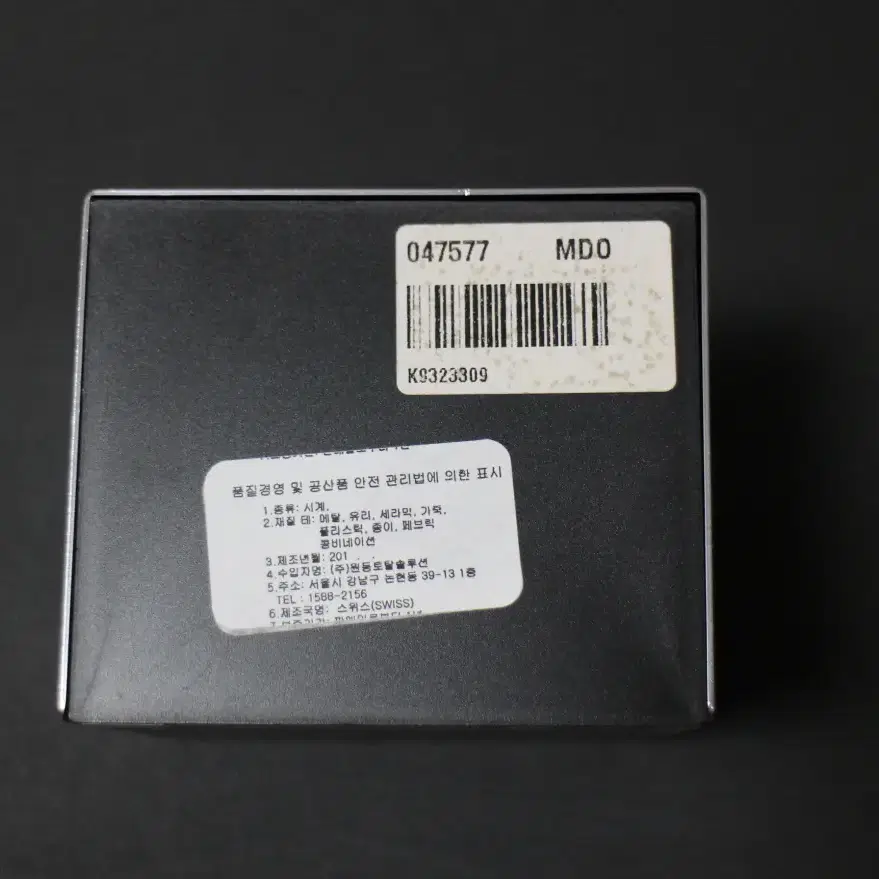 047577 MDO
K9323309
품질경영 및 공산품 안전 관리법에 의한 표시
1.종류: 시계,
2.재질 테: 메탈, 유리, 세라믹, 가죽,
플라스틱, 종이, 페브릭
콤비네이션
3.제조년월: 201 . .
4.수입자명: (주)원동토탈솔루션
5.주소: 서울시 강남구 논현동 39-13 1층
TEL : 1588-2156
6.제조국명: 스위스(SWISS)